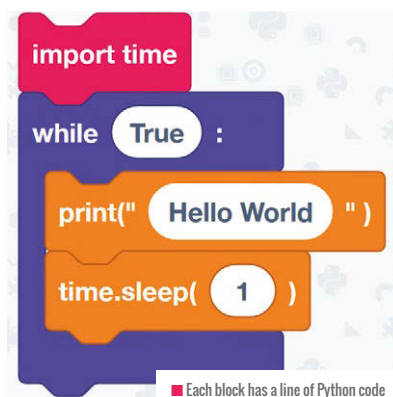 import time
while True :
print(" Hello World ")
time.sleep( 1 )
Each block has a line of Python code